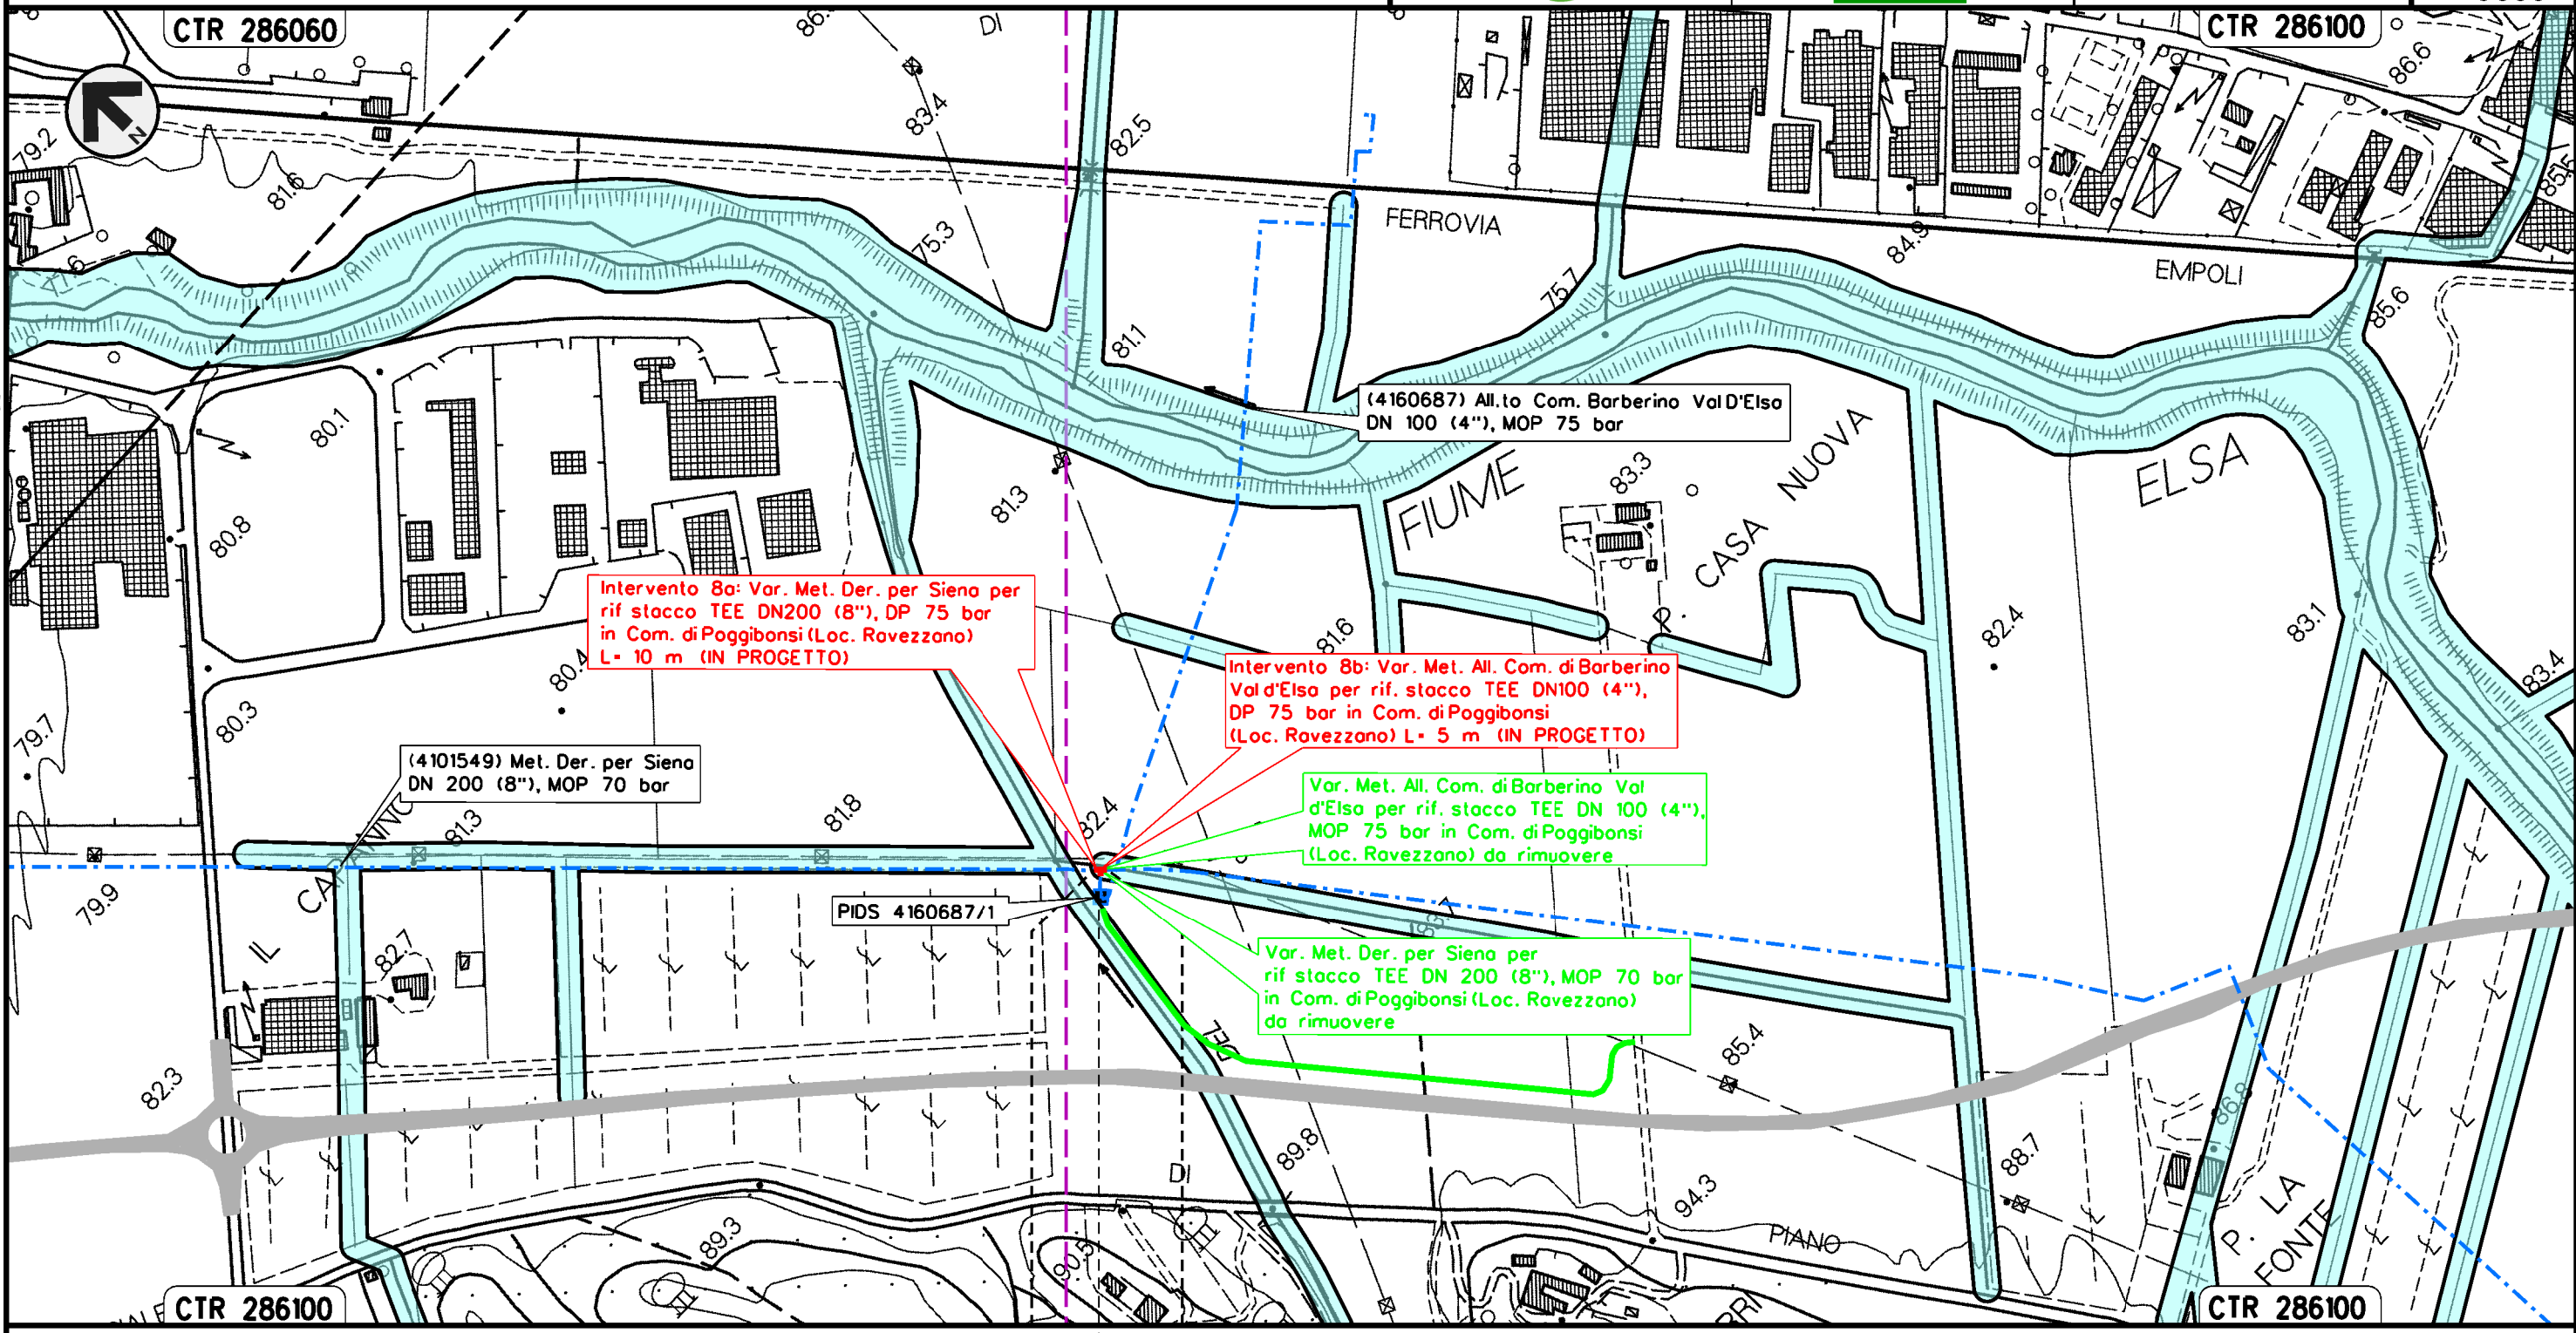 CTR 286060
CTR 286100
DI
86.6
83.4
82.5
79.2
N
81.6
75.3
FERROVIA
84.9
EMPOLI
75.7
85.6
81.1
(4160687) All.to Com. Barberino Val D'Elsa
DN 100 (4"), MOP 75 bar
80.1
80.8
81.3
FIUME
83.3
P. CASA NUOVA
ELSA
Intervento 8a: Var. Met. Der. per Siena per
rif stacco TEE DN200 (8"), DP 75 bar
in Com. di Poggibonsi (Loc. Ravezzano)
L= 10 m (IN PROGETTO)
81.6
82.4
83.1
83.4
80.4
80.3
79.7
Intervento 8b: Var. Met. All. Com. di Barberino
Val d'Elsa per rif. stacco TEE DN100 (4"),
DP 75 bar in Com. di Poggibonsi
(Loc. Ravezzano) L= 5 m (IN PROGETTO)
(4101549) Met. Der. per Siena
DN 200 (8"), MOP 70 bar
81.3
81.8
82.4
Var. Met. All. Com. di Barberino Val
d'Elsa per rif. stacco TEE DN 100 (4"),
MOP 75 bar in Com. di Poggibonsi
(Loc. Ravezzano) da rimuovere
79.9
IL
82.7
PIDS 4160687/1
Var. Met. Der. per Siena per
rif stacco TEE DN 200 (8"), MOP 70 bar
in Com. di Poggibonsi (Loc. Ravezzano)
da rimuovere
DEL
85.4
82.3
89.8
88.7
86.8
DI
94.3
PIANO
89.3
90.5
P. LA
FONTE
CTR 286100
CTR 286100